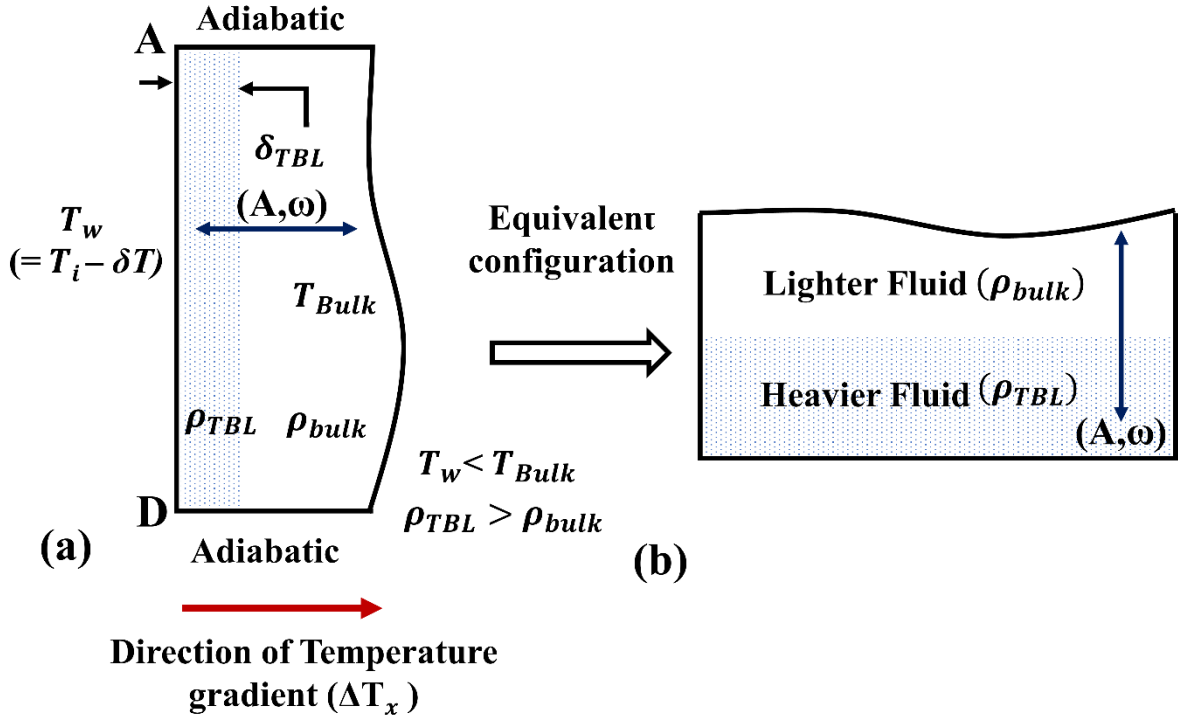 Adiabatic
A
δ_TBL
(A,ω)
T_w
(= T_i − δT)
T_Bulk
ρ_TBL
ρ_bulk
T_w < T_Bulk
ρ_TBL > ρ_bulk
D
(a)
Adiabatic
Direction of Temperature
gradient (ΔT_x )
Equivalent
configuration
Lighter Fluid (ρ_bulk)
Heavier Fluid (ρ_TBL)
(A,ω)
(b)